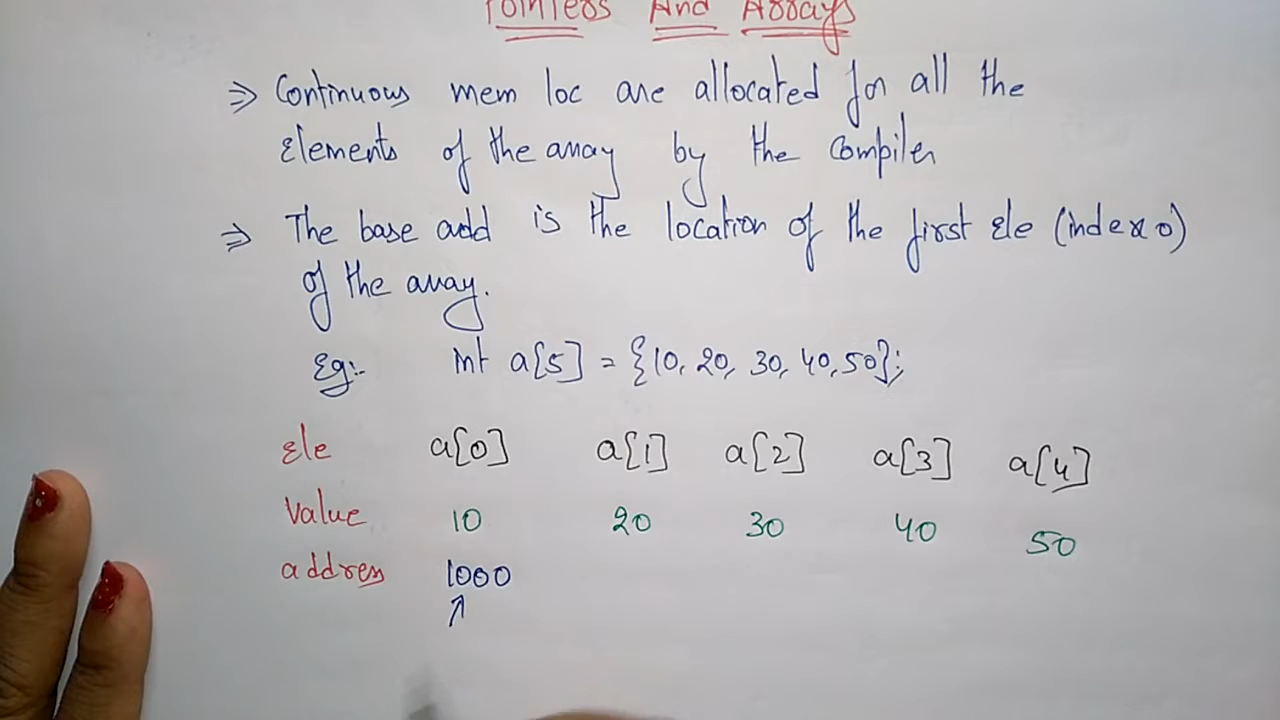 Pointers And Arrays
⇒ Continuous mem loc are allocated for all the
Elements of the array by the Compiler
⇒ The base add is the location of the first Ele (index 0)
of the array.
Eg:- int a[5] = {10, 20, 30, 40, 50};
Ele a[0] a[1] a[2] a[3] a[4]
Value 10 20 30 40 50
address 1000